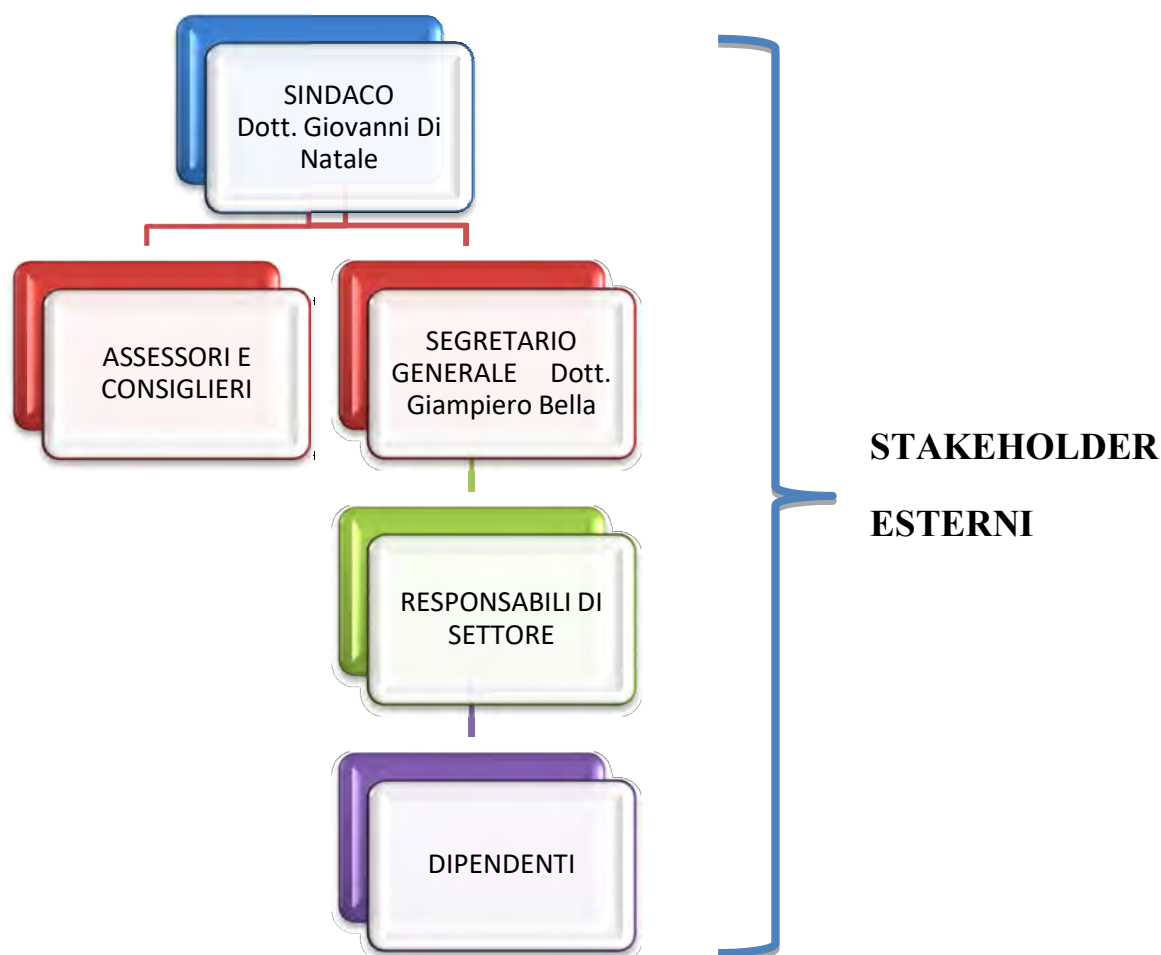 SINDACO
Dott. Giovanni Di
Natale
ASSESSORI E
CONSIGLIERI
SEGRETARIO
GENERALE Dott.
Giampiero Bella
RESPONSABILI DI
SETTORE
DIPENDENTI
STAKEHOLDER
ESTERNI